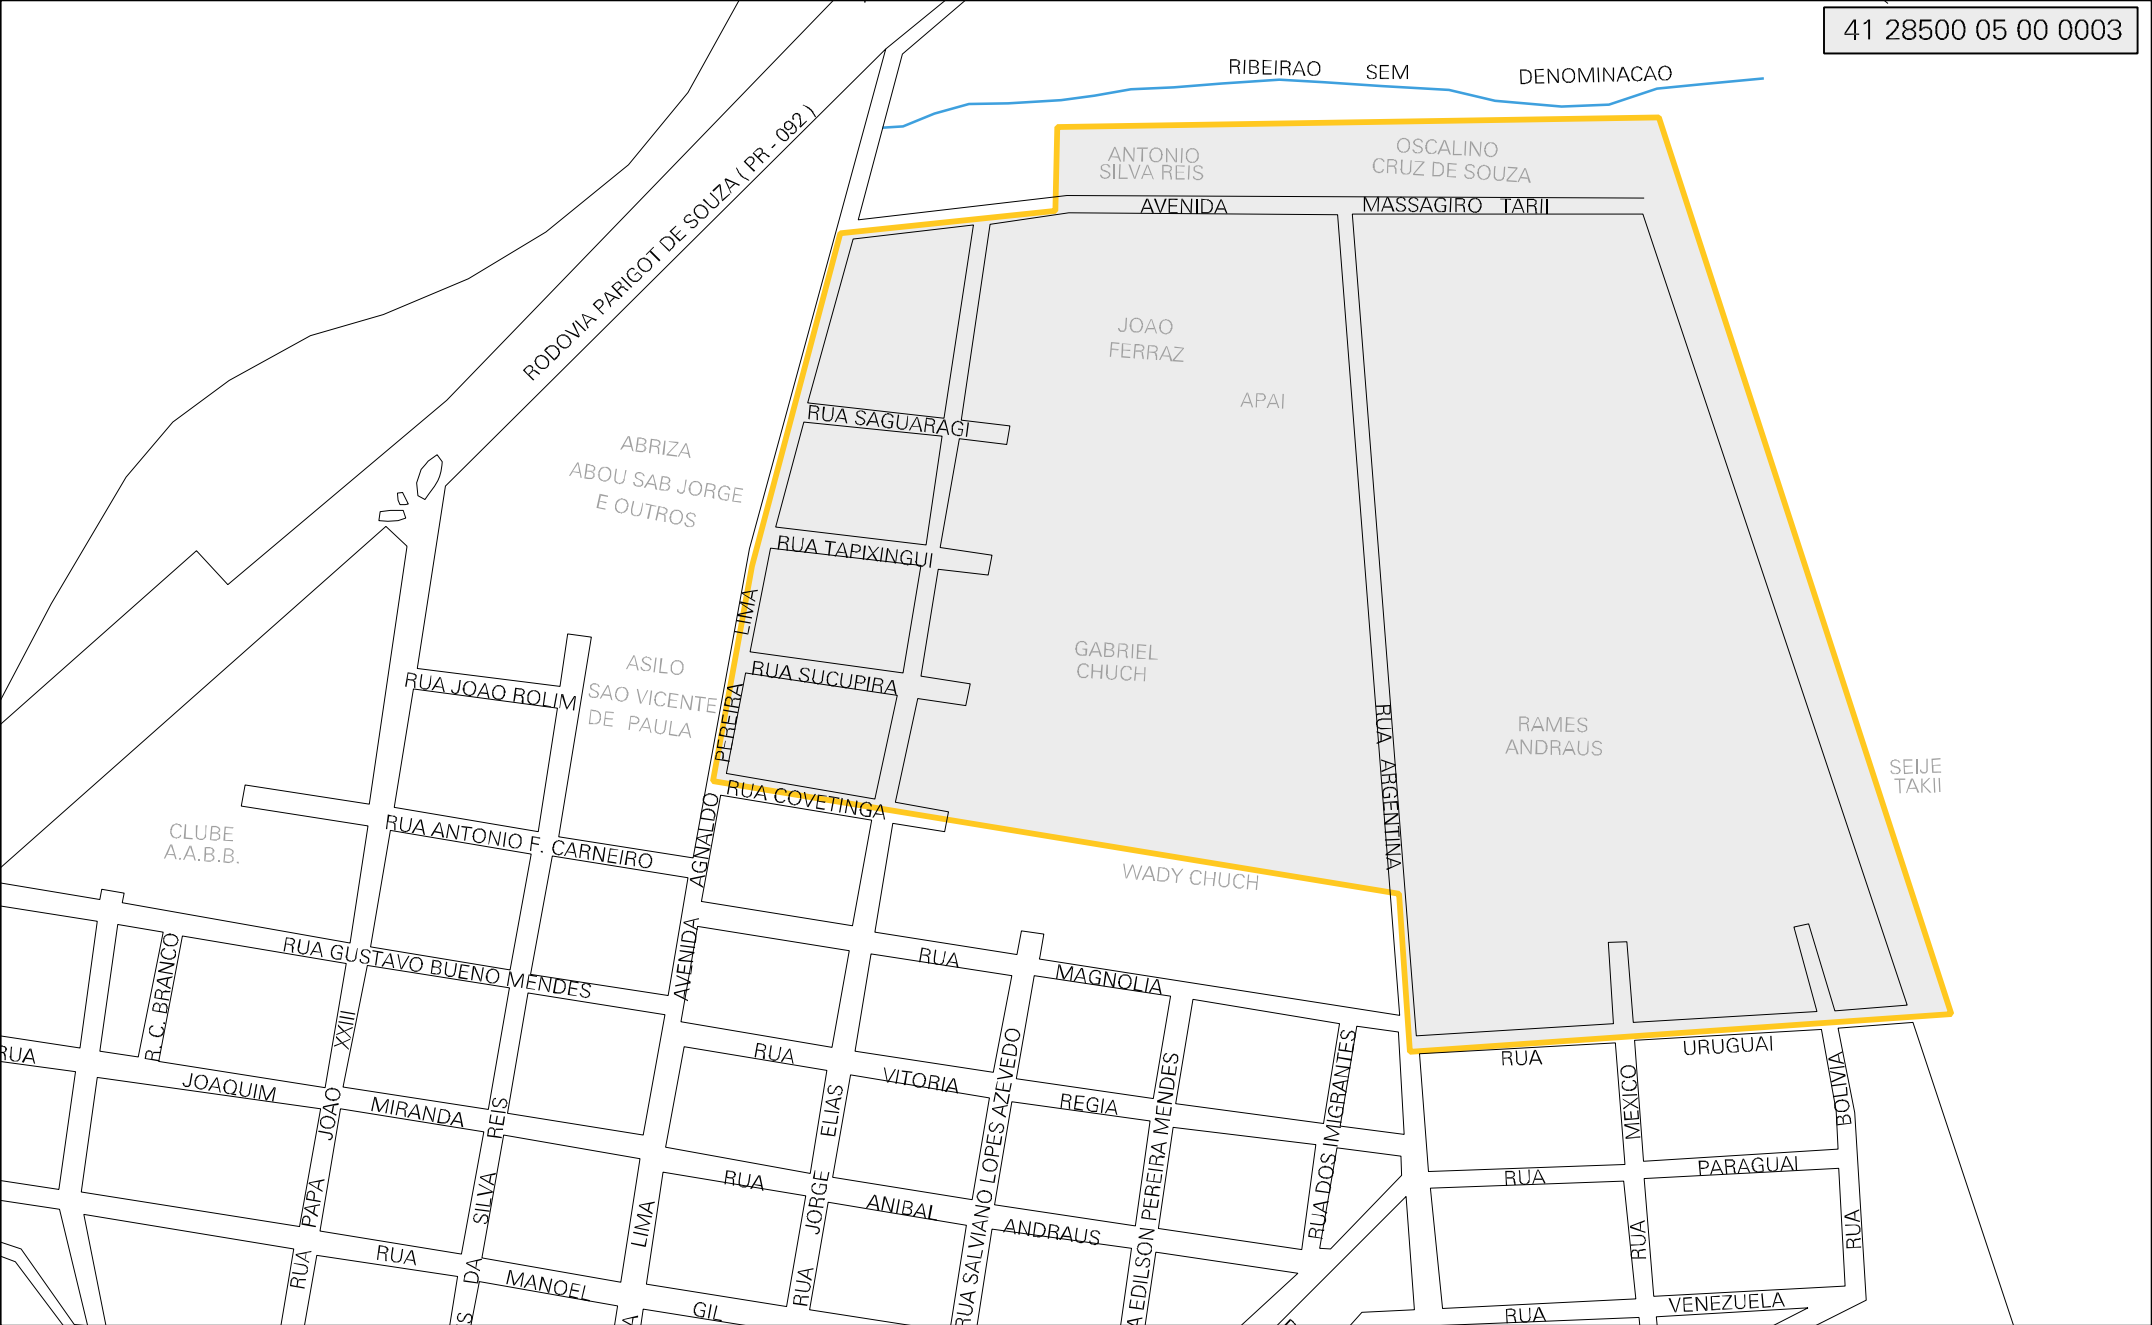 41 28500 05 00 0003
RIBEIRAO SEM DENOMINACAO
RODOVIA PARIGOT DE SOUZA ( PR - 092 )
ANTONIO
SILVA REIS
OSCALINO
CRUZ DE SOUZA
AVENIDA MASSAGIRO TARII
JOAO
FERRAZ
APAI
RUA SAGUARAGI
ABRIZA
ABOU SAB JORGE
E OUTROS
RUA TAPIXINGUI
ASILO
SAO VICENTE
DE PAULA
GABRIEL
CHUCH
RUA SUCUPIRA
RUA JOAO ROLIM
RAMES
ANDRAUS
SEIJE
TAKII
RUA COVETINGA
AVENIDA AGNALDO PEREIRA LIMA
RUA ARGENTINA
CLUBE
A.A.B.B.
RUA ANTONIO F. CARNEIRO
WADY CHUCH
RUA GUSTAVO BUENO MENDES
R. C. BRANCO
RUA MAGNOLIA
RUA JOAQUIM MIRANDA
RUA VITORIA REGIA
RUA URUGUAI
RUA PAPA JOAO XXIII
S DA SILVA REIS
LIMA
A
RUA JORGE ELIAS
RUA SALVIANO LOPES AZEVEDO
A EDILSON PEREIRA MENDES
RUA DOS IMIGRANTES
RUA MEXICO
RUA BOLIVIA
RUA ANIBAL ANDRAUS
RUA PARAGUAI
RUA MANOEL GIL
RUA VENEZUELA